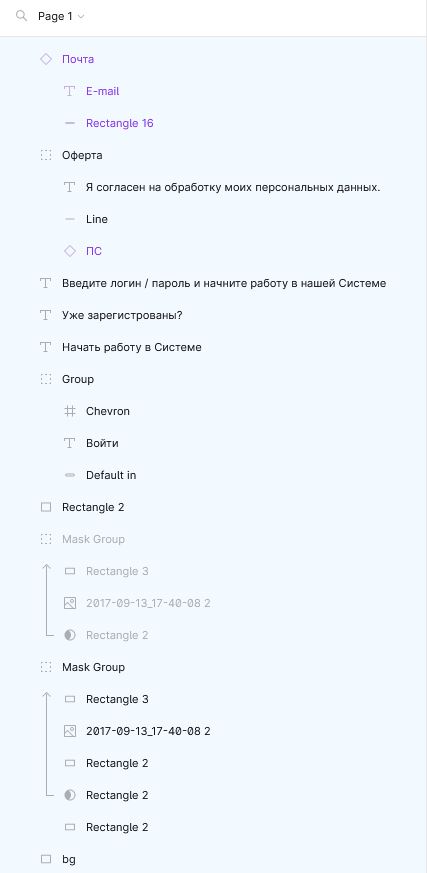 Page 1
Почта
E-mail
Rectangle 16
Оферта
Я согласен на обработку моих персональных данных.
Line
ПС
Введите логин / пароль и начните работу в нашей Системе
Уже зарегистрованы?
Начать работу в Системе
Group
Chevron
Войти
Default in
Rectangle 2
Mask Group
Rectangle 3
2017-09-13_17-40-08 2
Rectangle 2
Mask Group
Rectangle 3
2017-09-13_17-40-08 2
Rectangle 2
Rectangle 2
Rectangle 2
bg